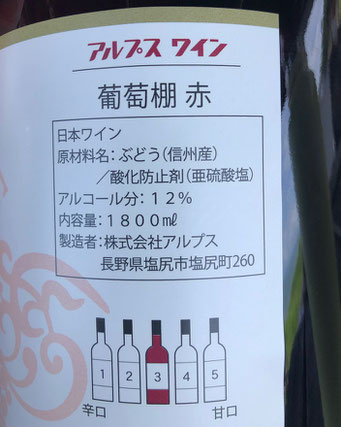 アルプス ワイン
葡萄棚 赤
日本ワイン
原材料名：ぶどう（信州産）
／酸化防止剤（亜硫酸塩）
アルコール分：１２％
内容量：１８００㎖
製造者：株式会社アルプス
長野県塩尻市塩尻町260
1 2 3 4 5
辛口 甘口